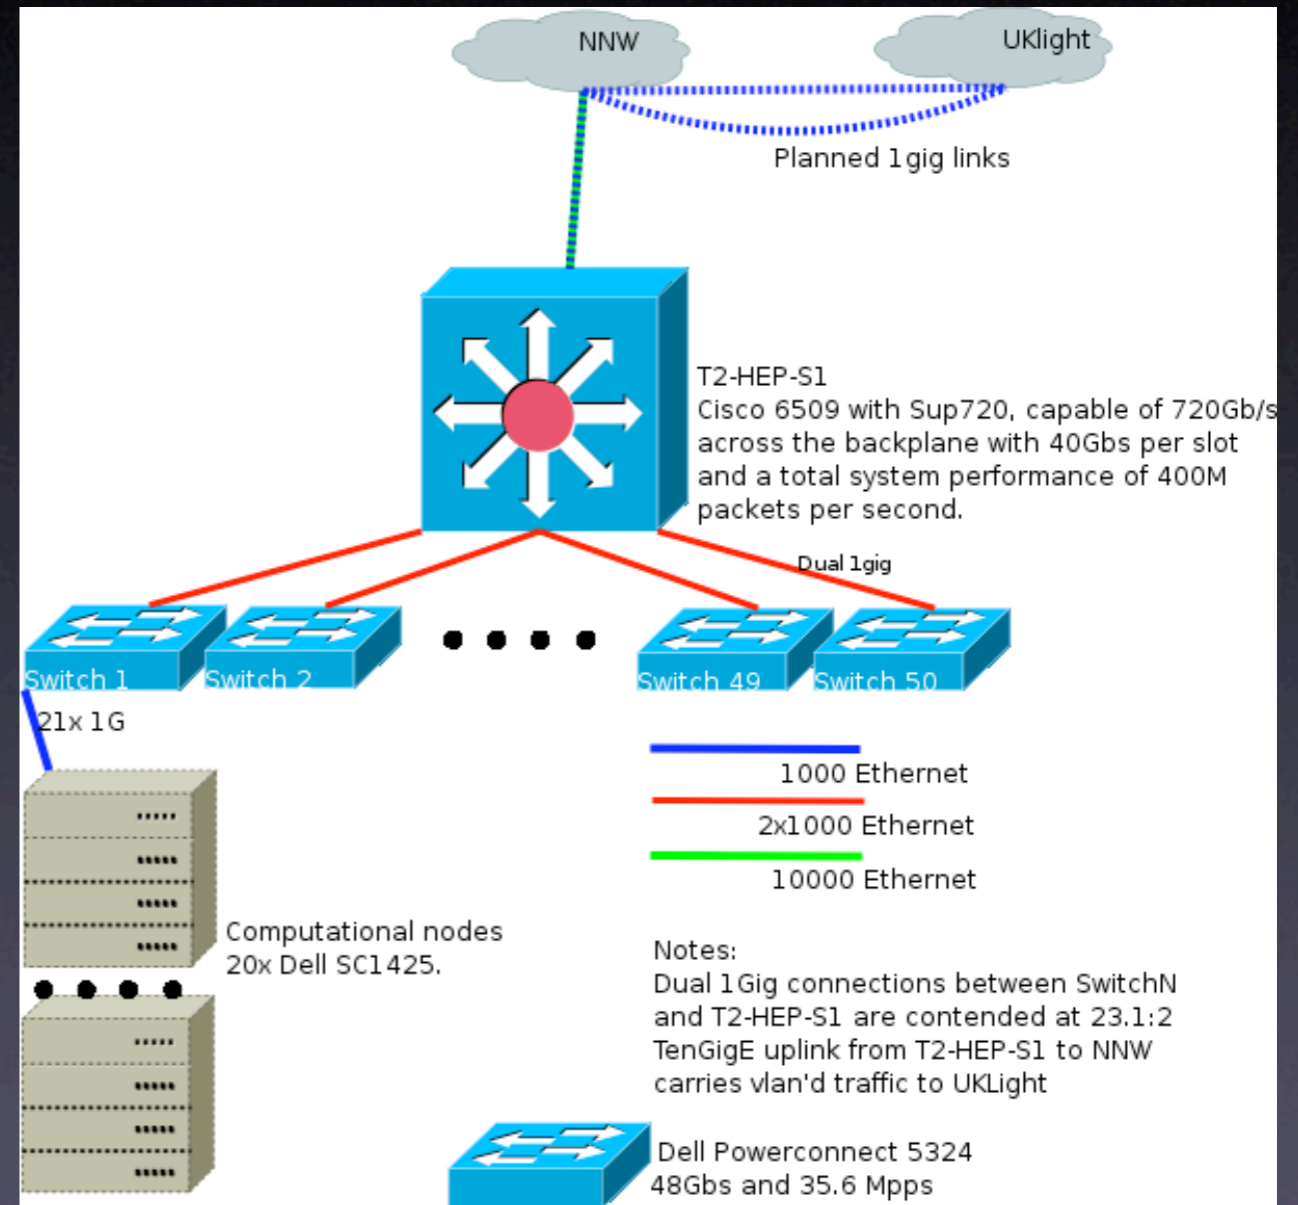 NNW
UKlight
Planned 1gig links
T2-HEP-S1
Cisco 6509 with Sup720, capable of 720Gb/s
across the backplane with 40Gbs per slot
and a total system performance of 400M
packets per second.
Dual 1gig
Switch 1
Switch 2
Switch 49
Switch 50
21x 1G
1000 Ethernet
2x1000 Ethernet
10000 Ethernet
Computational nodes
20x Dell SC1425.
Notes:
Dual 1Gig connections between SwitchN
and T2-HEP-S1 are contended at 23.1:2
TenGigE uplink from T2-HEP-S1 to NNW
carries vlan'd traffic to UKLight
Dell Powerconnect 5324
48Gbs and 35.6 Mpps